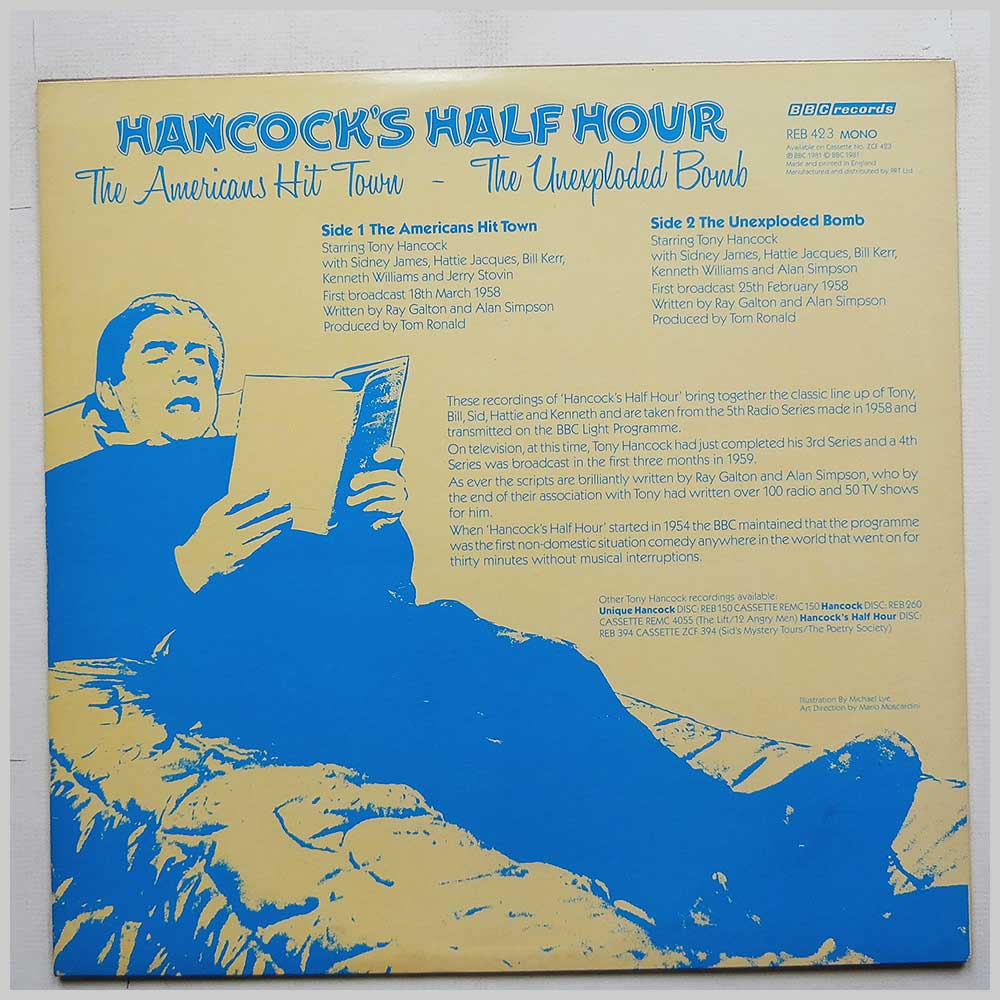 HANCOCK'S HALF HOUR
The Americans Hit Town - The Unexploded Bomb
BBC records
REB 423 MONO
Available on Cassette No. ZCF 423
℗ BBC 1981 © BBC 1981
Made and printed in England
Manufactured and distributed by PRT Ltd.
Side 1 The Americans Hit Town
Starring Tony Hancock
with Sidney James, Hattie Jacques, Bill Kerr,
Kenneth Williams and Jerry Stovin
First broadcast 18th March 1958
Written by Ray Galton and Alan Simpson
Produced by Tom Ronald
Side 2 The Unexploded Bomb
Starring Tony Hancock
with Sidney James, Hattie Jacques, Bill Kerr,
Kenneth Williams and Alan Simpson
First broadcast 25th February 1958
Written by Ray Galton and Alan Simpson
Produced by Tom Ronald
These recordings of 'Hancock's Half Hour' bring together the classic line up of Tony,
Bill, Sid, Hattie and Kenneth and are taken from the 5th Radio Series made in 1958 and
transmitted on the BBC Light Programme.
On television, at this time, Tony Hancock had just completed his 3rd Series and a 4th
Series was broadcast in the first three months in 1959.
As ever the scripts are brilliantly written by Ray Galton and Alan Simpson, who by
the end of their association with Tony had written over 100 radio and 50 TV shows
for him.
When 'Hancock's Half Hour' started in 1954 the BBC maintained that the programme
was the first non-domestic situation comedy anywhere in the world that went on for
thirty minutes without musical interruptions.
Other Tony Hancock recordings available:
Unique Hancock DISC: REB 150 CASSETTE REMC 150 Hancock DISC: REB 260
CASSETTE REMC 4055 (The Lift/12 Angry Men) Hancock's Half Hour DISC:
REB 394 CASSETTE ZCF 394 (Sid's Mystery Tours/The Poetry Society)
Illustration By Michael Lye
Art Direction by Mario Moscardini